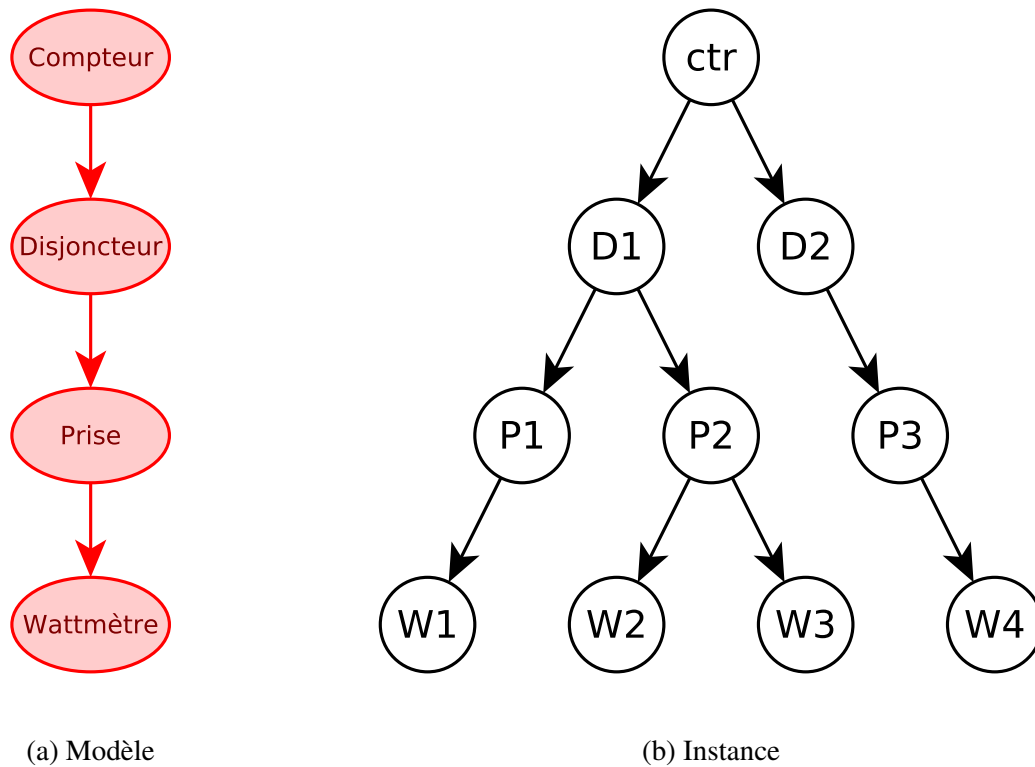 Compteur
ctr
Disjoncteur
D1
D2
Prise
P1
P2
P3
Wattmètre
W1
W2
W3
W4
(a) Modèle
(b) Instance